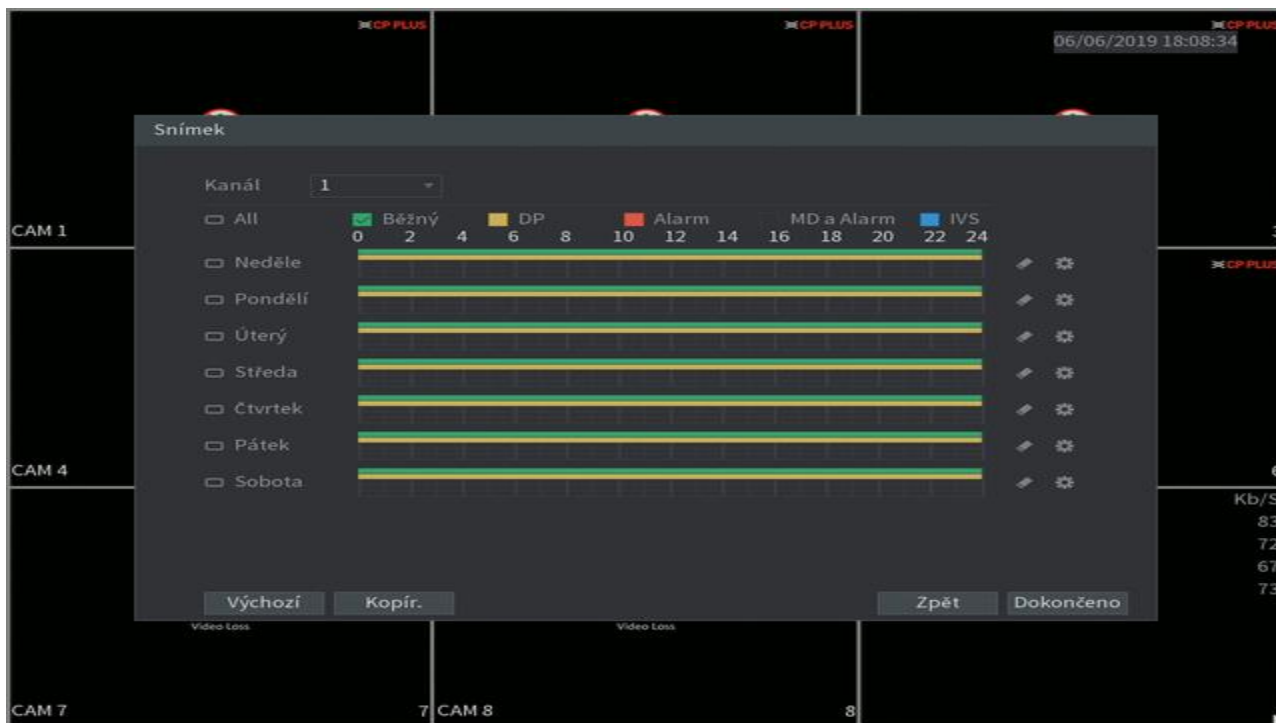 CP PLUS
CP PLUS
CP PLUS
06/06/2019 18:08:34
Snímek
Kanál 1
All Běžný DP Alarm MD a Alarm IVS
0 2 4 6 8 10 12 14 16 18 20 22 24
CAM 1
Neděle
CP PLUS
Pondělí
Úterý
Středa
Čtvrtek
Pátek
CAM 4
Sobota
Kb/S
83
72
67
73
Výchozí Kopír. Zpět Dokončeno
Video Loss
Video Loss
CAM 7 7
CAM 8 8